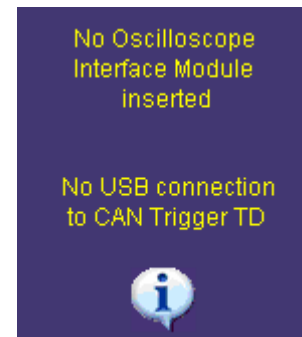 No Oscilloscope
Interface Module
inserted
No USB connection
to CAN Trigger TD
i